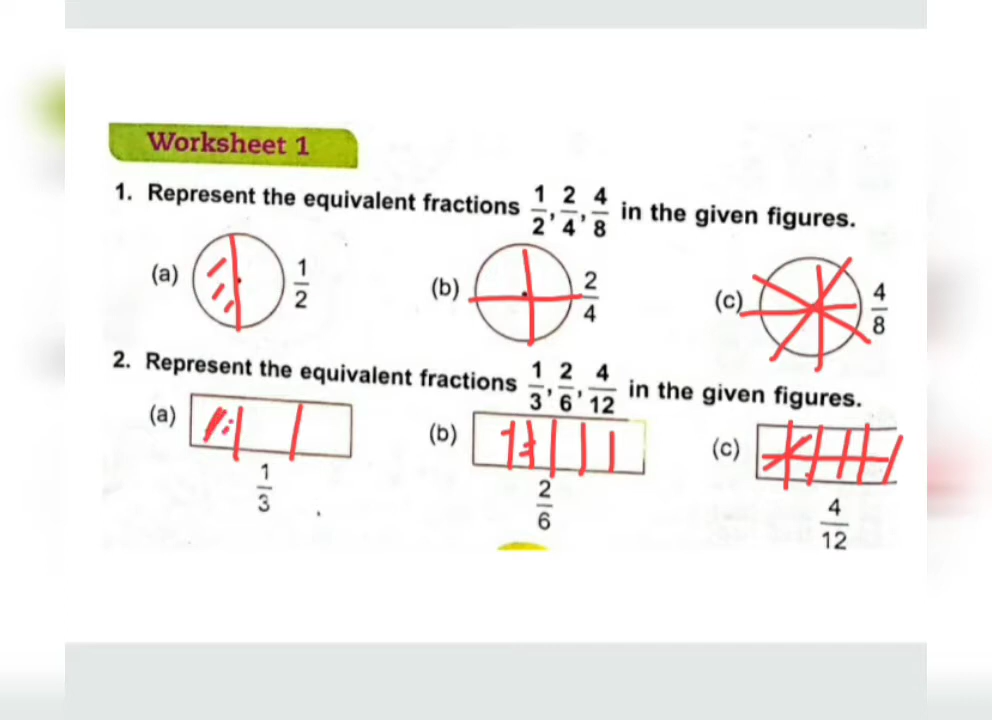 Worksheet 1
1. Represent the equivalent fractions 1/2, 2/4, 4/8 in the given figures.
(a) 1/2 (b) 2/4 (c) 4/8
2. Represent the equivalent fractions 1/3, 2/6, 4/12 in the given figures.
(a) (b) (c)
1/3 2/6 4/12